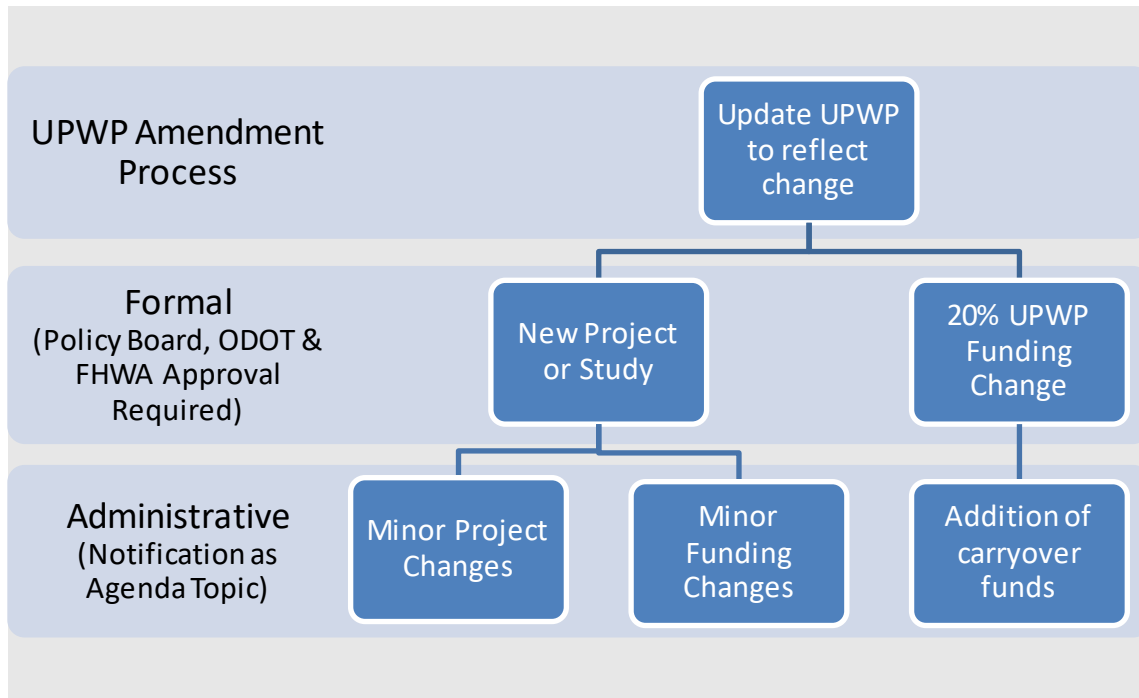 UPWP Amendment
Process
Update UPWP
to reflect
change
Formal
(Policy Board, ODOT &
FHWA Approval
Required)
New Project
or Study
20% UPWP
Funding
Change
Administrative
(Notification as
Agenda Topic)
Minor Project
Changes
Minor
Funding
Changes
Addition of
carryover
funds